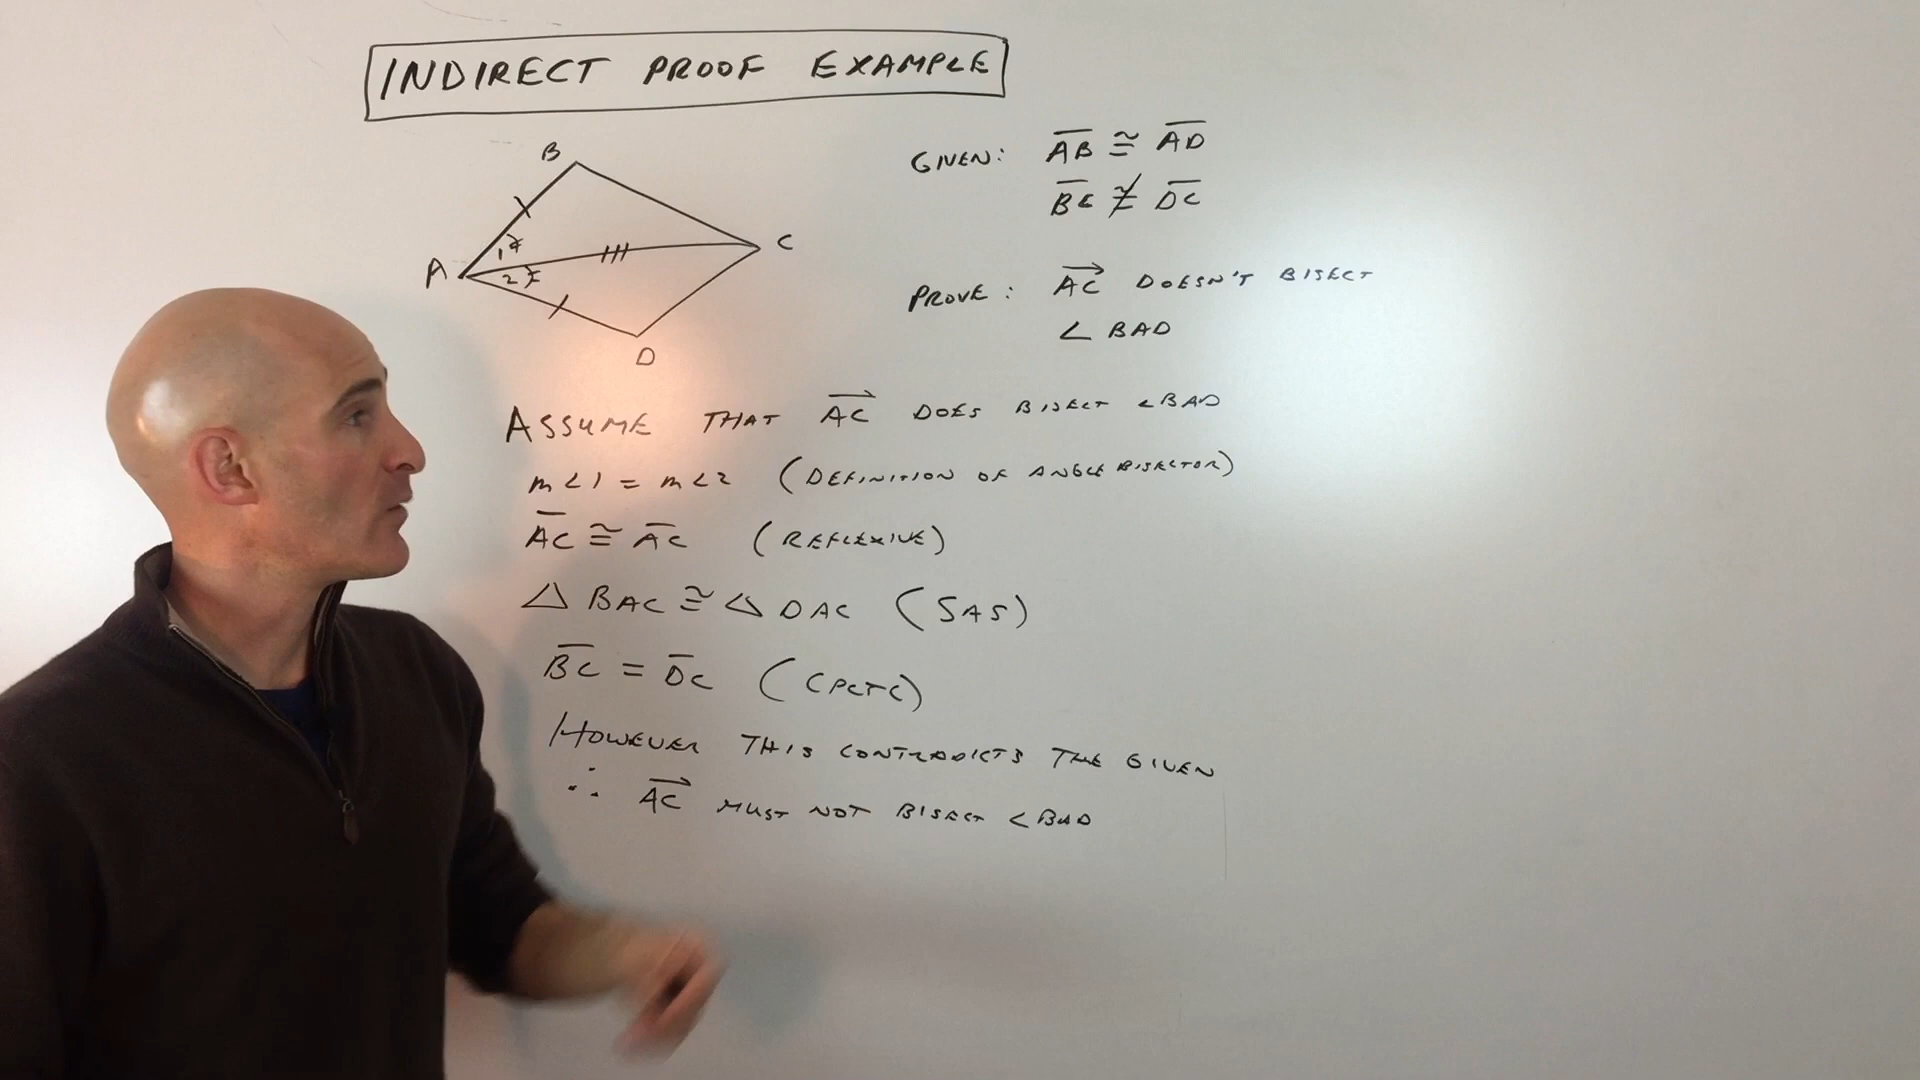 INDIRECT PROOF EXAMPLE
B
A
C
D
1
2
GIVEN: AB ≅ AD
BC ≇ DC
PROVE: AC DOESN'T BISECT
∠ BAD
ASSUME THAT AC DOES BISECT ∠BAD
m∠1 = m∠2 (DEFINITION OF ANGLE BISECTOR)
AC ≅ AC (REFLEXIVE)
△ BAC ≅ △ DAC (SAS)
BC = DC (CPCTC)
HOWEVER THIS CONTRADICTS THE GIVEN
∴ AC MUST NOT BISECT ∠BAD